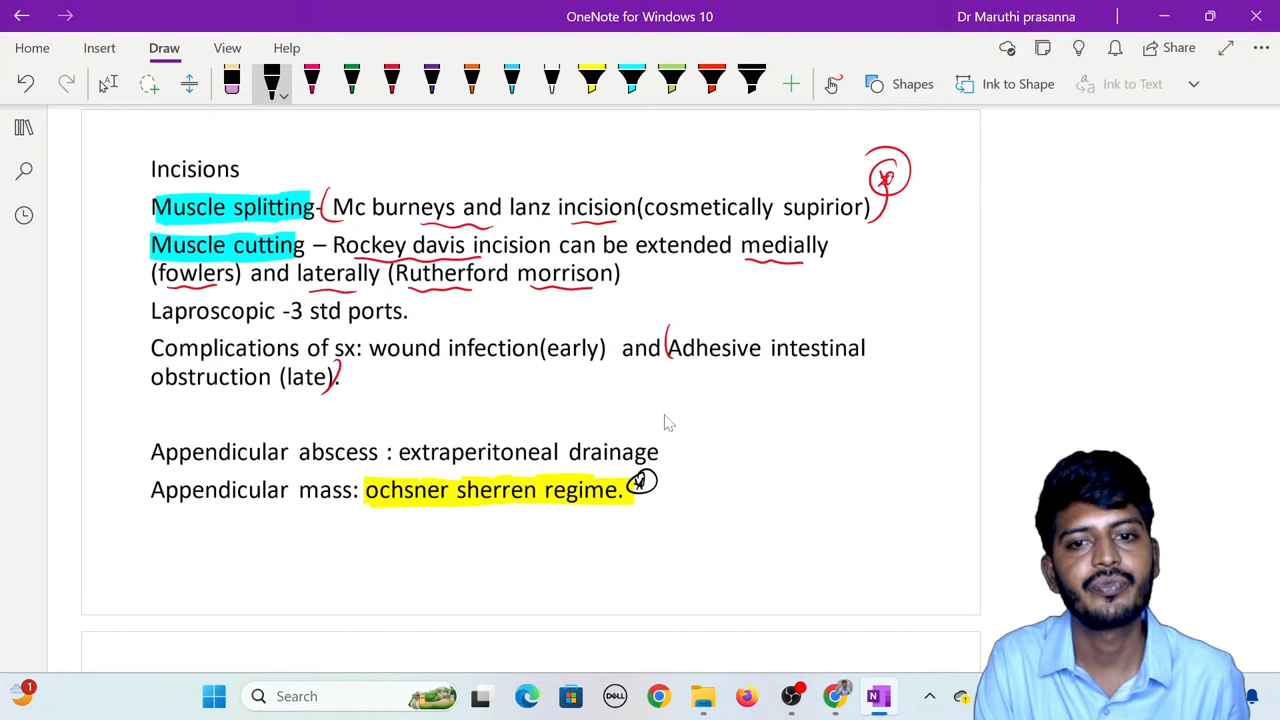 OneNote for Windows 10
Dr Maruthi prasanna
Home Insert Draw View Help
Share
Shapes Ink to Shape Ink to Text
Incisions
Muscle splitting- Mc burneys and lanz incision(cosmetically supirior)
Muscle cutting – Rockey davis incision can be extended medially
(fowlers) and laterally (Rutherford morrison)
Laproscopic -3 std ports.
Complications of sx: wound infection(early) and Adhesive intestinal
obstruction (late).
Appendicular abscess : extraperitoneal drainage
Appendicular mass: ochsner sherren regime.
1
Search
DELL